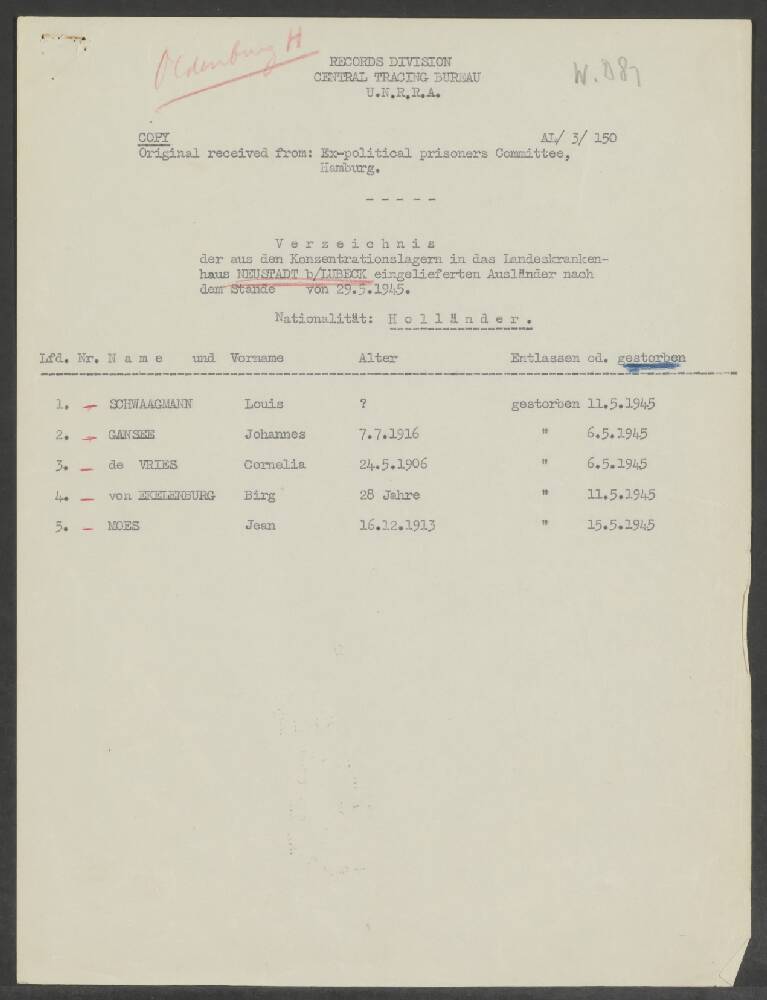 Oldenburg H
RECORDS DIVISION
CENTRAL TRACING BUREAU
U.N.R.R.A.
W.D87
COPY AL/ 3/ 150
Original received from: Ex-political prisoners Committee,
Hamburg.
- - - - -
Verzeichnis
der aus den Konzentrationslagern in das Landeskranken-
haus NEUSTADT b/LUBECK eingelieferten Ausländer nach
dem Stande von 29.5.1945.
Nationalität: Holländer.
Lfd. Nr. Name und Vorname Alter Entlassen od. gestorben
1. - SCHWAAGMANN Louis ? gestorben 11.5.1945
2. - GANSEE Johannes 7.7.1916 " 6.5.1945
3. - de VRIES Cornelia 24.5.1906 " 6.5.1945
4. - von EKELENBURG Birg 28 Jahre " 11.5.1945
5. - MOES Jean 16.12.1913 " 15.5.1945